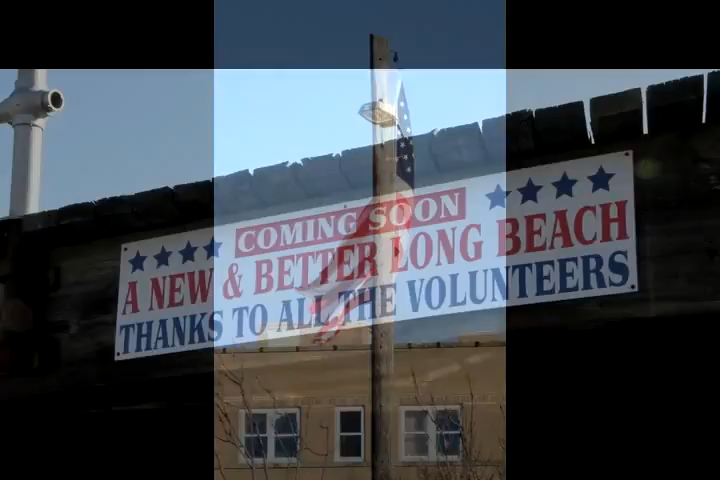 COMING SOON
A NEW & BETTER LONG BEACH
THANKS TO ALL THE VOLUNTEERS